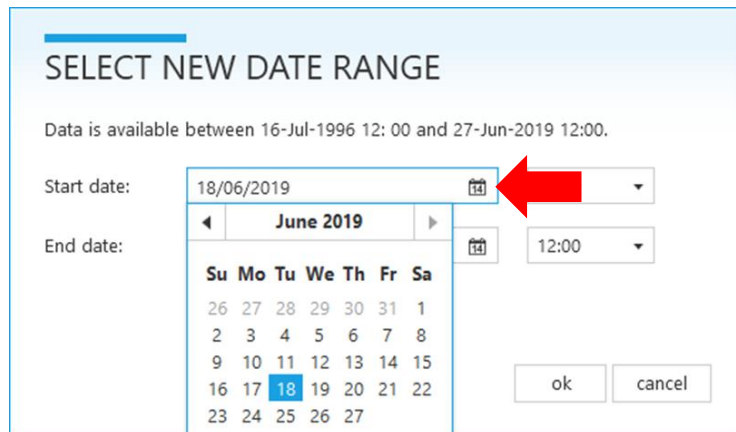 SELECT NEW DATE RANGE
Data is available between 16-Jul-1996 12: 00 and 27-Jun-2019 12:00.
Start date: 18/06/2019 14
June 2019
End date: 14 12:00
Su Mo Tu We Th Fr Sa
26 27 28 29 30 31 1
2 3 4 5 6 7 8
9 10 11 12 13 14 15
16 17 18 19 20 21 22
ok cancel
23 24 25 26 27